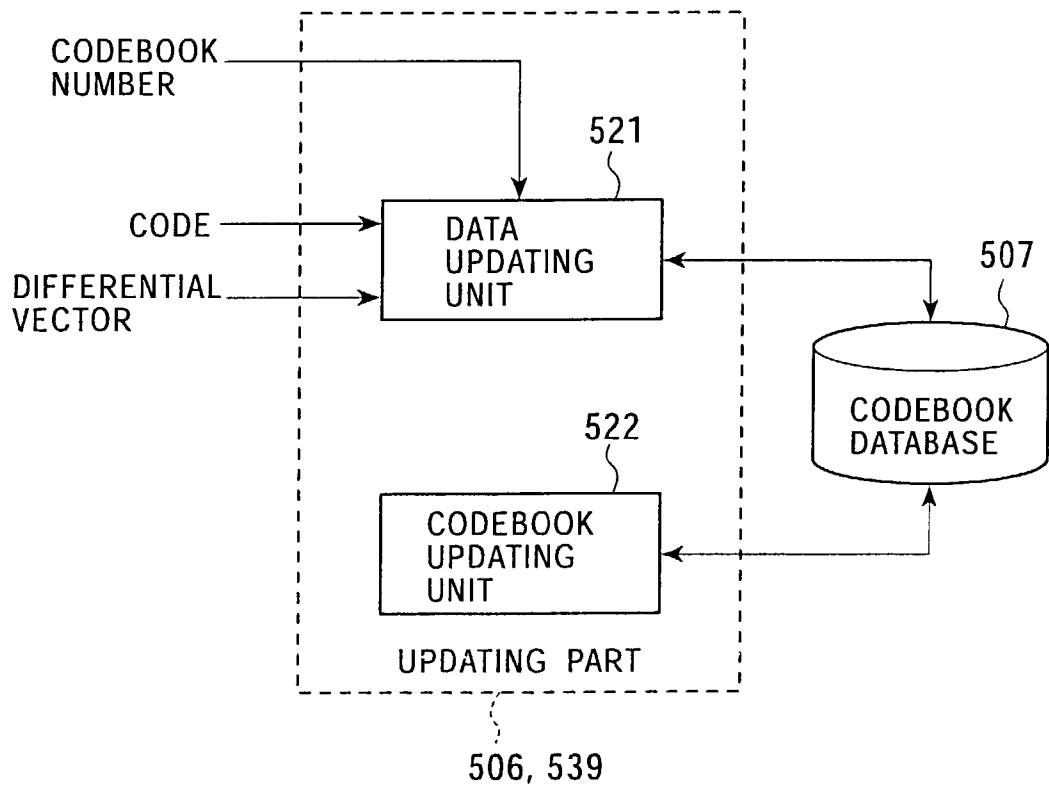 CODEBOOK
NUMBER
521
CODE
DATA
UPDATING
UNIT
DIFFERENTIAL
VECTOR
507
CODEBOOK
DATABASE
522
CODEBOOK
UPDATING
UNIT
UPDATING PART
506, 539